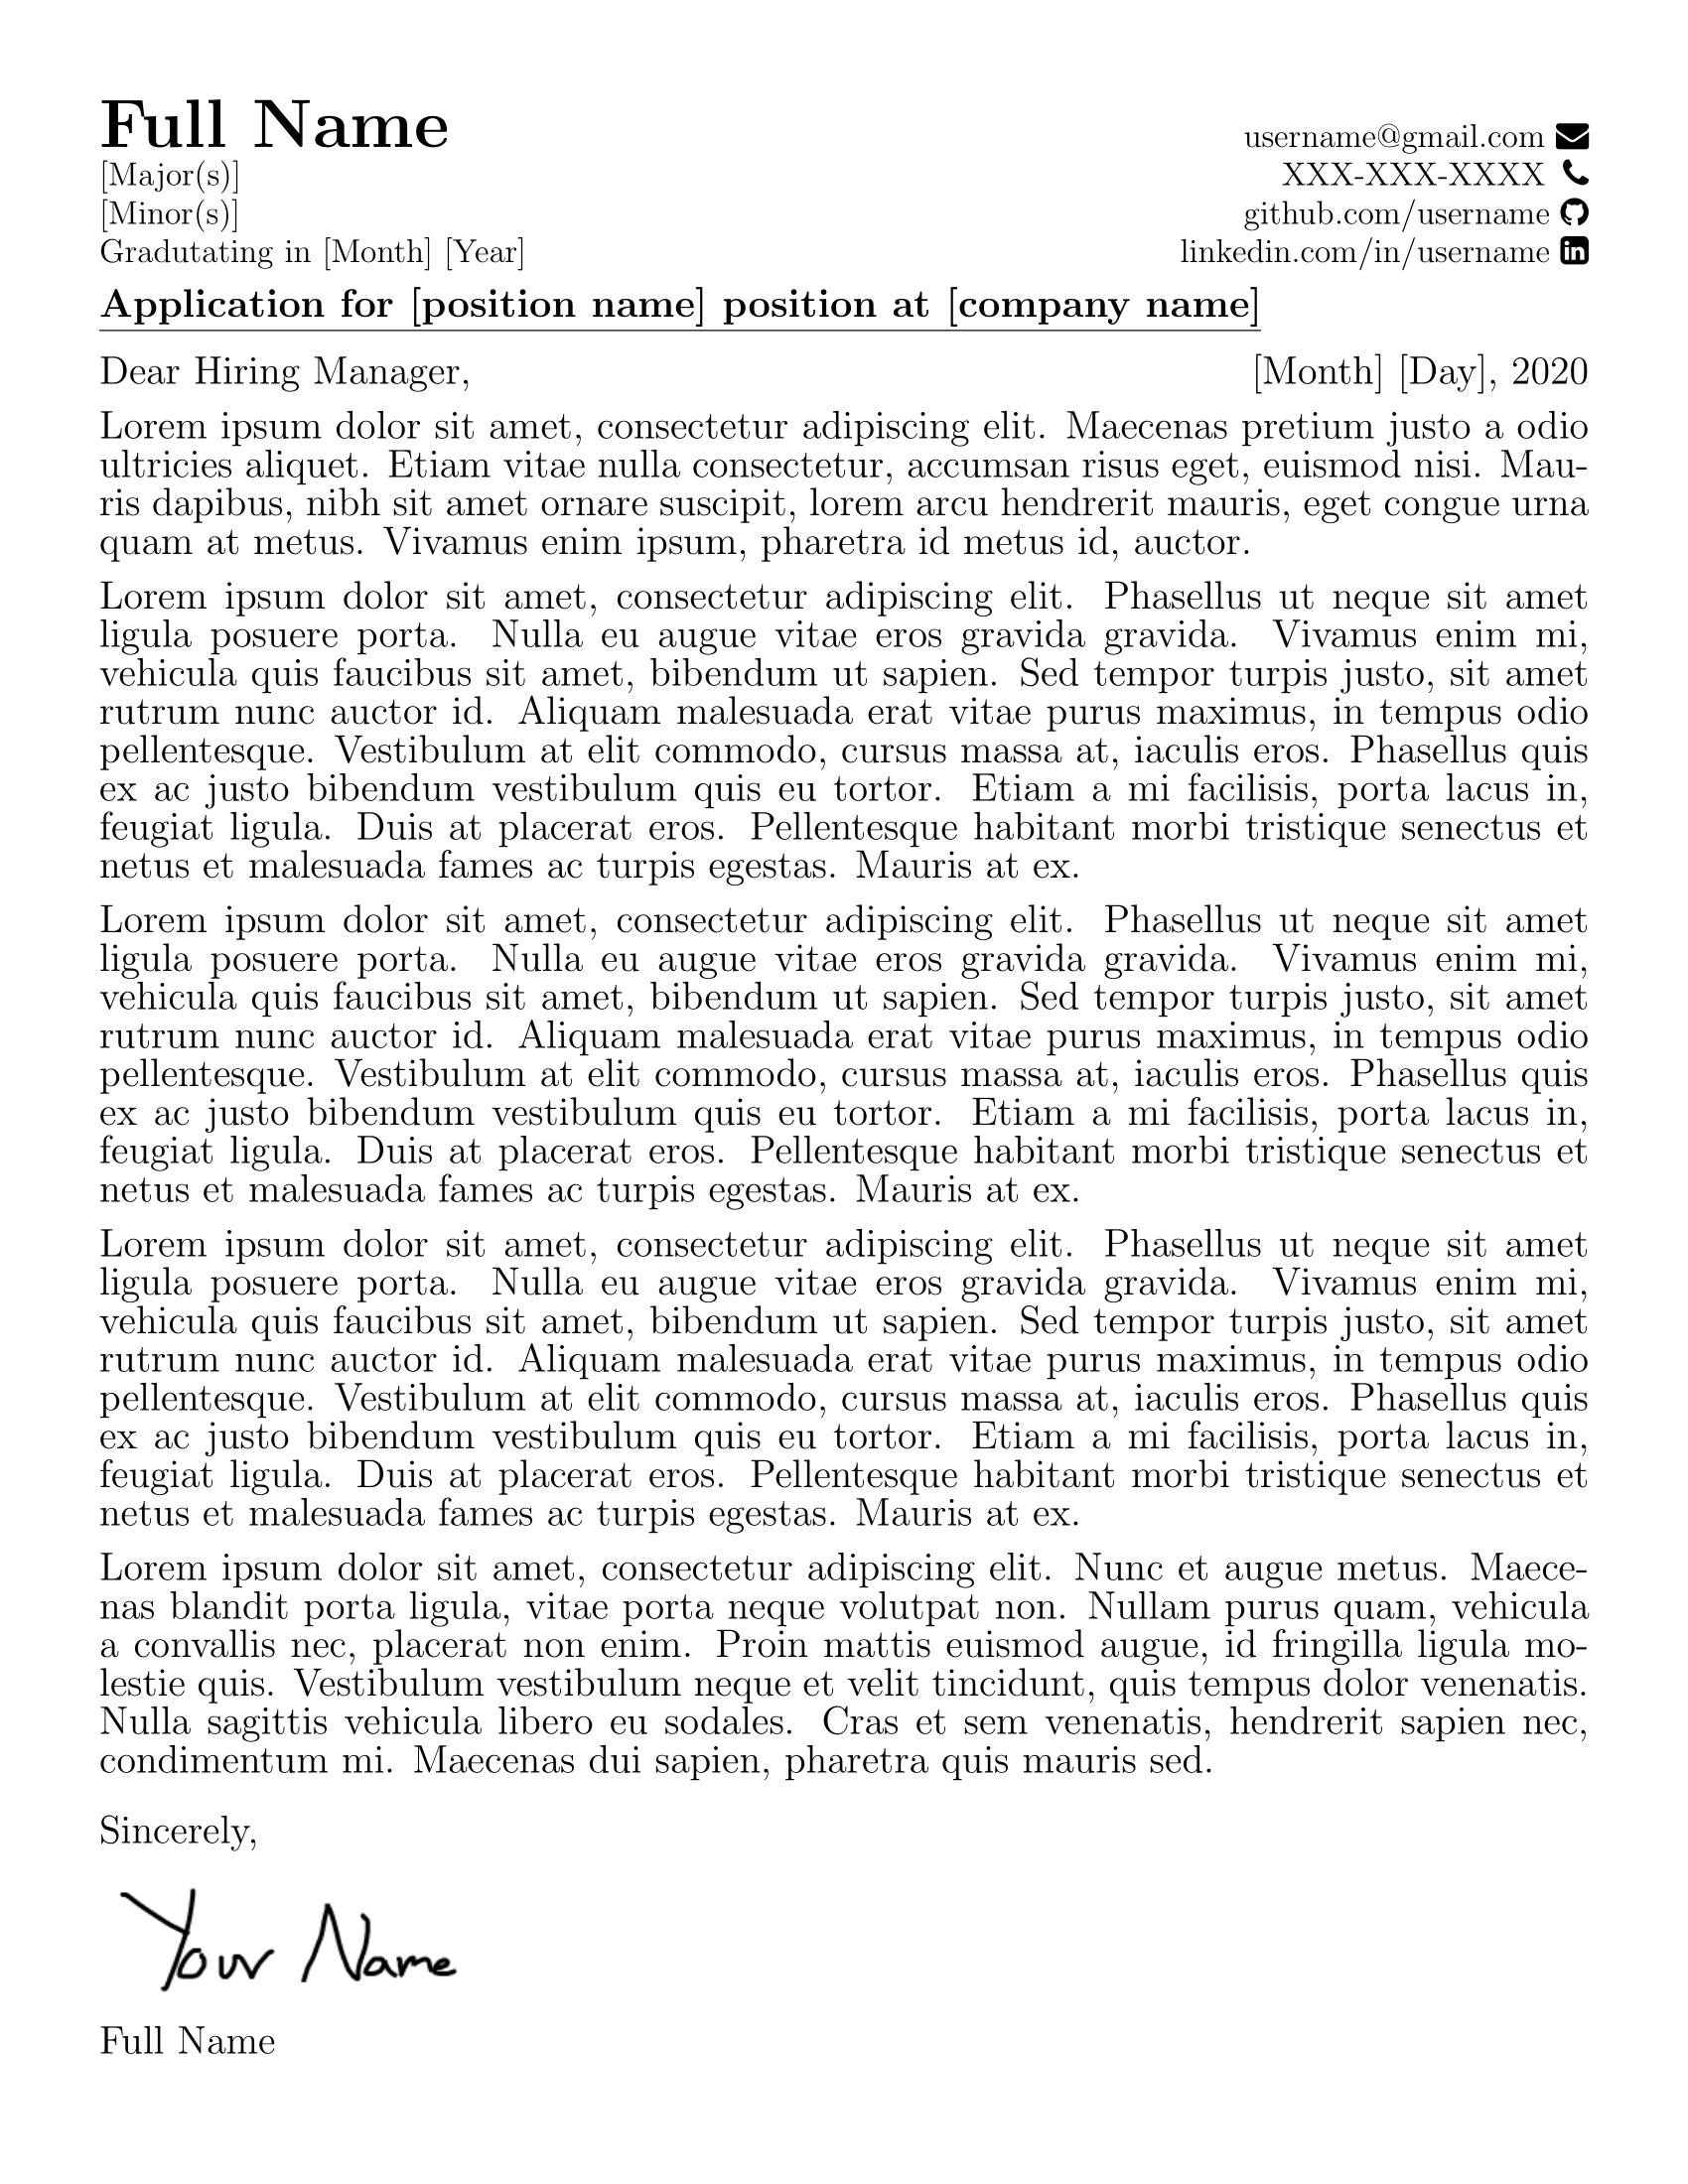 Full Name
username@gmail.com
[Major(s)]
XXX-XXX-XXXX
[Minor(s)]
github.com/username
Gradutating in [Month] [Year]
linkedin.com/in/username
Application for [position name] position at [company name]
Dear Hiring Manager,
[Month] [Day], 2020
Lorem ipsum dolor sit amet, consectetur adipiscing elit. Maecenas pretium justo a odio
ultricies aliquet. Etiam vitae nulla consectetur, accumsan risus eget, euismod nisi. Mau-
ris dapibus, nibh sit amet ornare suscipit, lorem arcu hendrerit mauris, eget congue urna
quam at metus. Vivamus enim ipsum, pharetra id metus id, auctor.
Lorem ipsum dolor sit amet, consectetur adipiscing elit. Phasellus ut neque sit amet
ligula posuere porta. Nulla eu augue vitae eros gravida gravida. Vivamus enim mi,
vehicula quis faucibus sit amet, bibendum ut sapien. Sed tempor turpis justo, sit amet
rutrum nunc auctor id. Aliquam malesuada erat vitae purus maximus, in tempus odio
pellentesque. Vestibulum at elit commodo, cursus massa at, iaculis eros. Phasellus quis
ex ac justo bibendum vestibulum quis eu tortor. Etiam a mi facilisis, porta lacus in,
feugiat ligula. Duis at placerat eros. Pellentesque habitant morbi tristique senectus et
netus et malesuada fames ac turpis egestas. Mauris at ex.
Lorem ipsum dolor sit amet, consectetur adipiscing elit. Phasellus ut neque sit amet
ligula posuere porta. Nulla eu augue vitae eros gravida gravida. Vivamus enim mi,
vehicula quis faucibus sit amet, bibendum ut sapien. Sed tempor turpis justo, sit amet
rutrum nunc auctor id. Aliquam malesuada erat vitae purus maximus, in tempus odio
pellentesque. Vestibulum at elit commodo, cursus massa at, iaculis eros. Phasellus quis
ex ac justo bibendum vestibulum quis eu tortor. Etiam a mi facilisis, porta lacus in,
feugiat ligula. Duis at placerat eros. Pellentesque habitant morbi tristique senectus et
netus et malesuada fames ac turpis egestas. Mauris at ex.
Lorem ipsum dolor sit amet, consectetur adipiscing elit. Phasellus ut neque sit amet
ligula posuere porta. Nulla eu augue vitae eros gravida gravida. Vivamus enim mi,
vehicula quis faucibus sit amet, bibendum ut sapien. Sed tempor turpis justo, sit amet
rutrum nunc auctor id. Aliquam malesuada erat vitae purus maximus, in tempus odio
pellentesque. Vestibulum at elit commodo, cursus massa at, iaculis eros. Phasellus quis
ex ac justo bibendum vestibulum quis eu tortor. Etiam a mi facilisis, porta lacus in,
feugiat ligula. Duis at placerat eros. Pellentesque habitant morbi tristique senectus et
netus et malesuada fames ac turpis egestas. Mauris at ex.
Lorem ipsum dolor sit amet, consectetur adipiscing elit. Nunc et augue metus. Maece-
nas blandit porta ligula, vitae porta neque volutpat non. Nullam purus quam, vehicula
a convallis nec, placerat non enim. Proin mattis euismod augue, id fringilla ligula mo-
lestie quis. Vestibulum vestibulum neque et velit tincidunt, quis tempus dolor venenatis.
Nulla sagittis vehicula libero eu sodales. Cras et sem venenatis, hendrerit sapien nec,
condimentum mi. Maecenas dui sapien, pharetra quis mauris sed.
Sincerely,
Your Name
Full Name